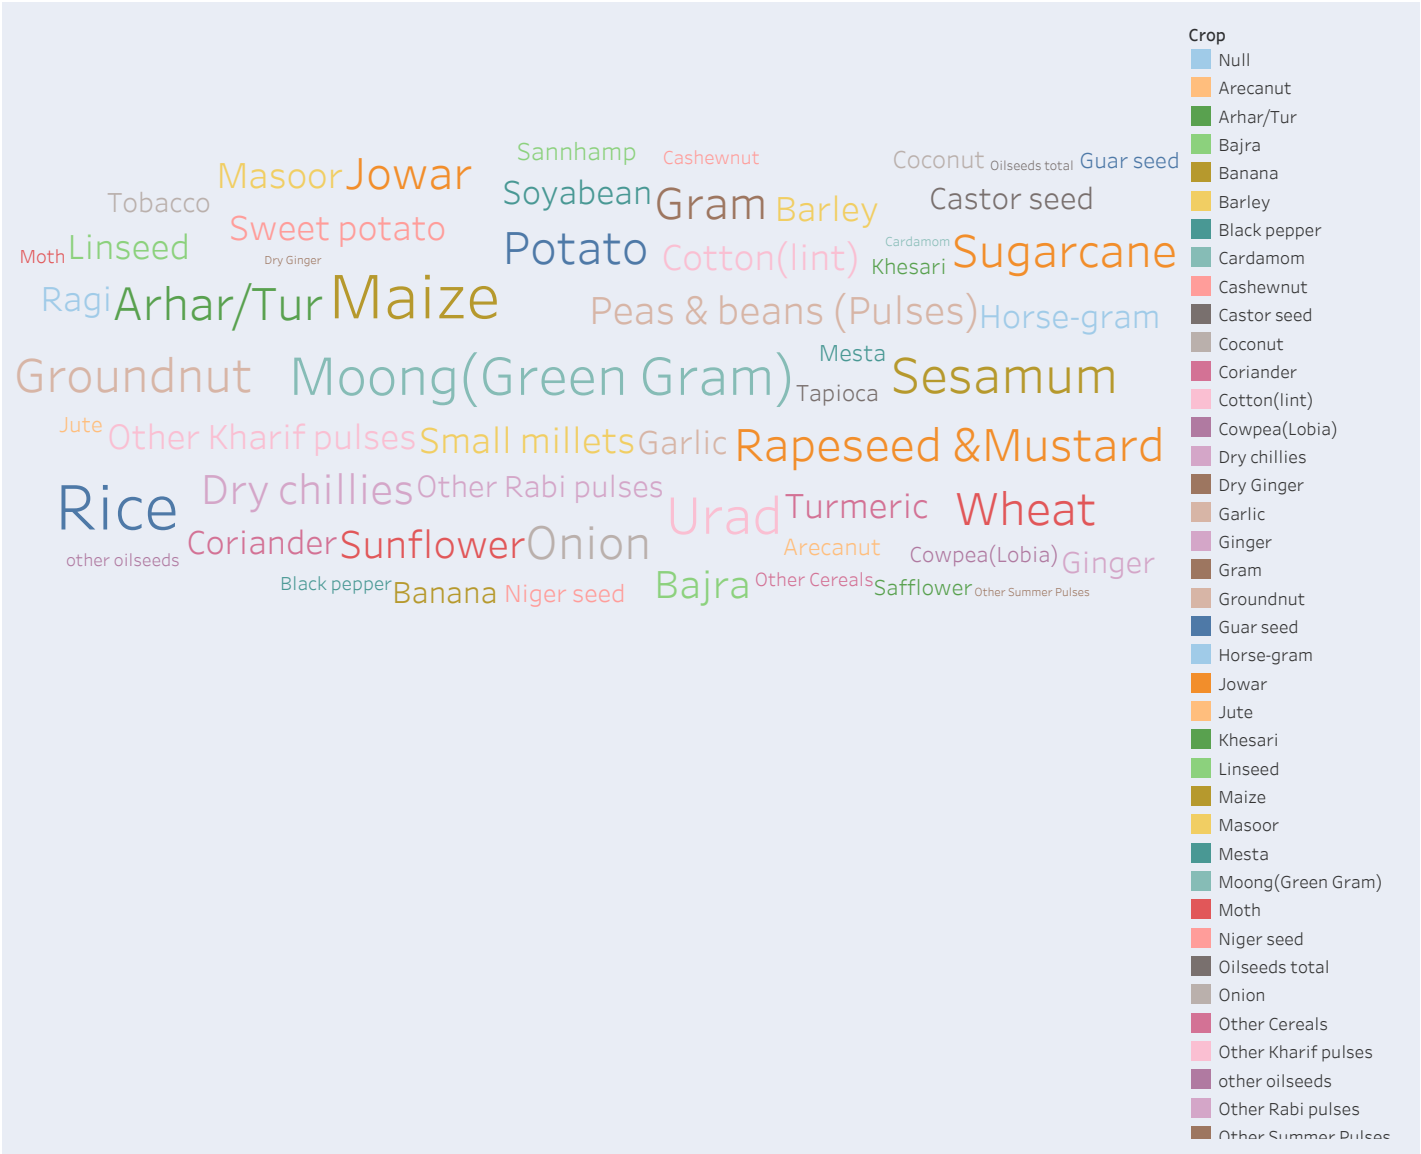 Sannhamp
Cashewnut
Coconut
Oilseeds total
Guar seed
Masoor
Jowar
Soyabean
Gram
Barley
Castor seed
Tobacco
Sweet potato
Potato
Cotton(lint)
Cardamom
Sugarcane
Moth
Linseed
Dry Ginger
Khesari
Ragi
Arhar/Tur
Maize
Peas & beans (Pulses)
Horse-gram
Groundnut
Moong(Green Gram)
Mesta
Tapioca
Sesamum
Jute
Other Kharif pulses
Small millets
Garlic
Rapeseed &Mustard
Rice
Dry chillies
Other Rabi pulses
Urad
Turmeric
Wheat
other oilseeds
Coriander
Sunflower
Onion
Arecanut
Cowpea(Lobia)
Ginger
Black pepper
Banana
Niger seed
Bajra
Other Cereals
Safflower
Other Summer Pulses
Crop
Null
Arecanut
Arhar/Tur
Bajra
Banana
Barley
Black pepper
Cardamom
Cashewnut
Castor seed
Coconut
Coriander
Cotton(lint)
Cowpea(Lobia)
Dry chillies
Dry Ginger
Garlic
Ginger
Gram
Groundnut
Guar seed
Horse-gram
Jowar
Jute
Khesari
Linseed
Maize
Masoor
Mesta
Moong(Green Gram)
Moth
Niger seed
Oilseeds total
Onion
Other Cereals
Other Kharif pulses
other oilseeds
Other Rabi pulses
Other Summer Pulses